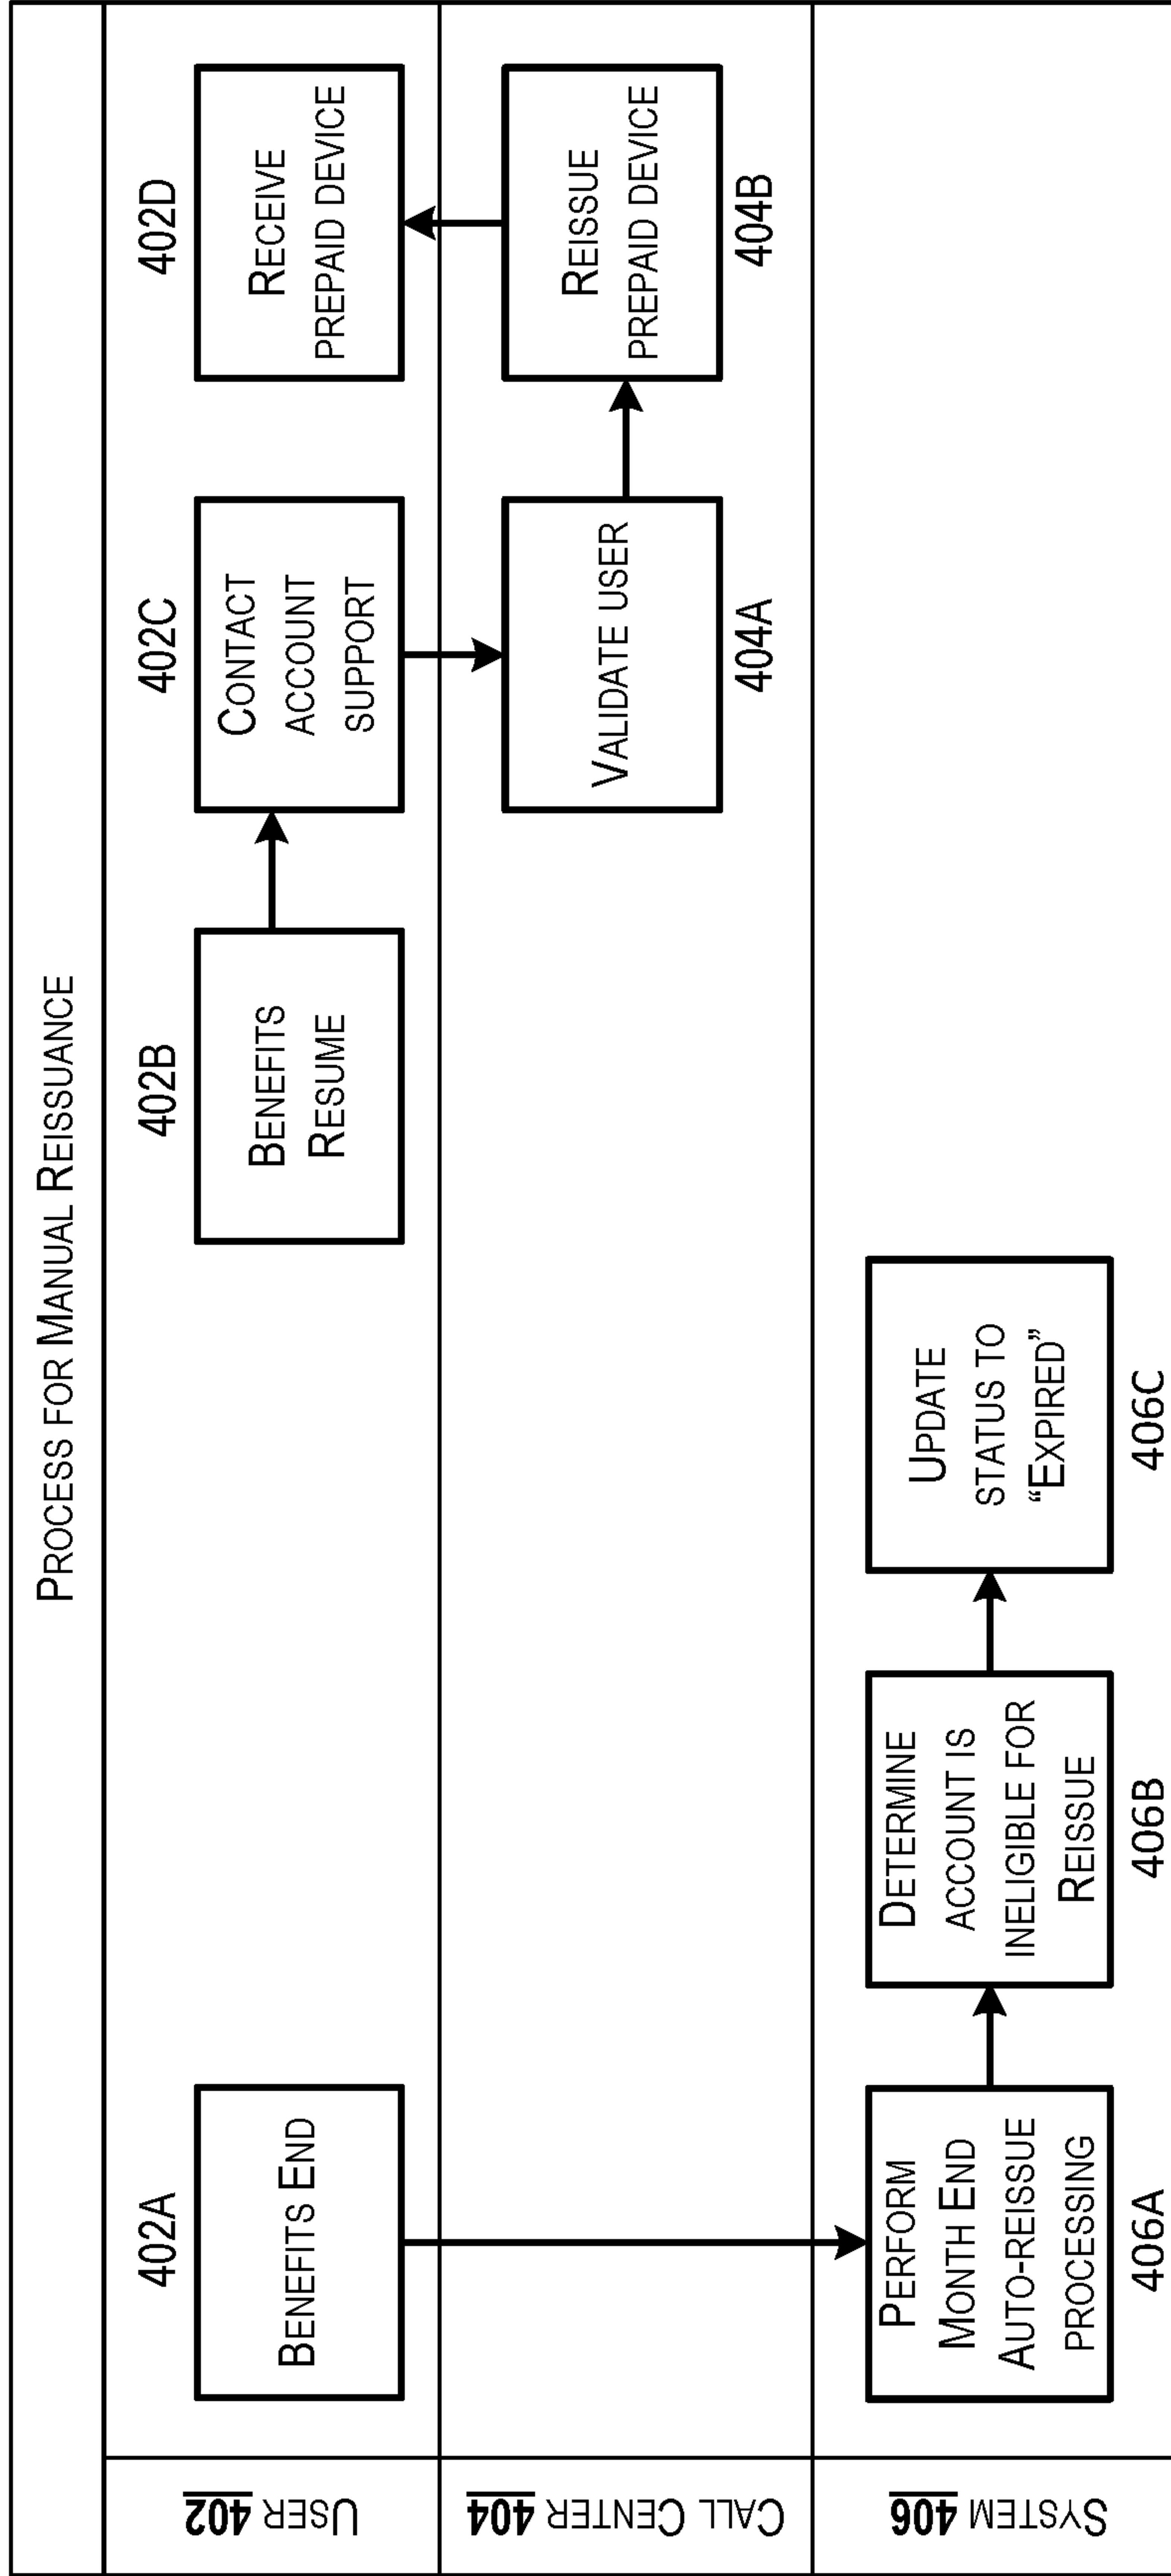 PROCESS FOR MANUAL REISSUANCE
USER 402
402A
BENEFITS END
402B
BENEFITS
RESUME
402C
CONTACT
ACCOUNT
SUPPORT
402D
RECEIVE
PREPAID DEVICE
CALL CENTER 404
VALIDATE USER
404A
REISSUE
PREPAID DEVICE
404B
SYSTEM 406
PERFORM
MONTH END
AUTO-REISSUE
PROCESSING
406A
DETERMINE
ACCOUNT IS
INELIGIBLE FOR
REISSUE
406B
UPDATE
STATUS TO
“EXPIRED”
406C